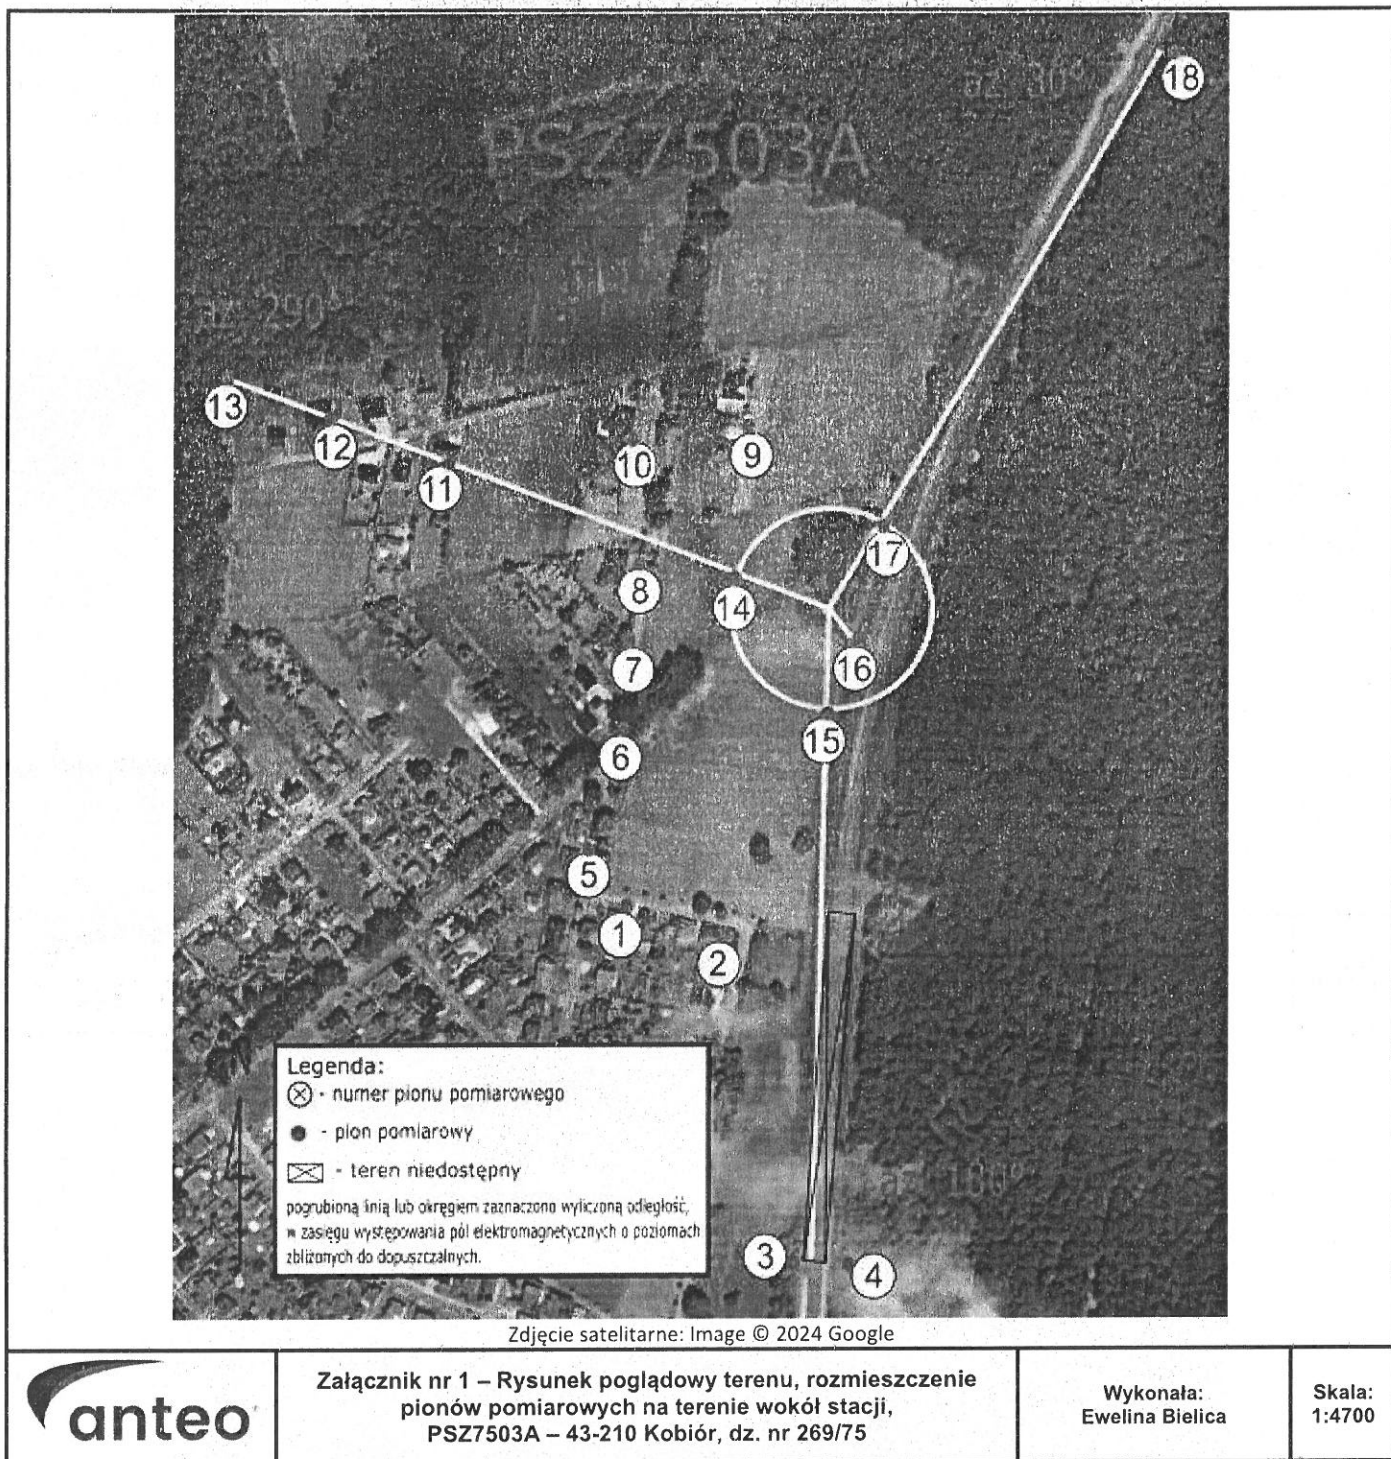 az 30°
18
PSZ7503A
az 290°
13
12
11
10
9
17
8
14
7
16
6
15
5
1
2
Legenda:
- numer pionu pomiarowego
- pion pomiarowy
- teren niedostępny
pogrubioną linią lub okręgiem zaznaczono wyliczoną odległość,
w zasięgu występowania pól elektromagnetycznych o poziomach
zbliżonych do dopuszczalnych.
az 180°
3
4
Zdjęcie satelitarne: Image © 2024 Google
anteo
Załącznik nr 1 – Rysunek poglądowy terenu, rozmieszczenie
pionów pomiarowych na terenie wokół stacji,
PSZ7503A – 43-210 Kobiór, dz. nr 269/75
Wykonała:
Ewelina Bielica
Skala:
1:4700